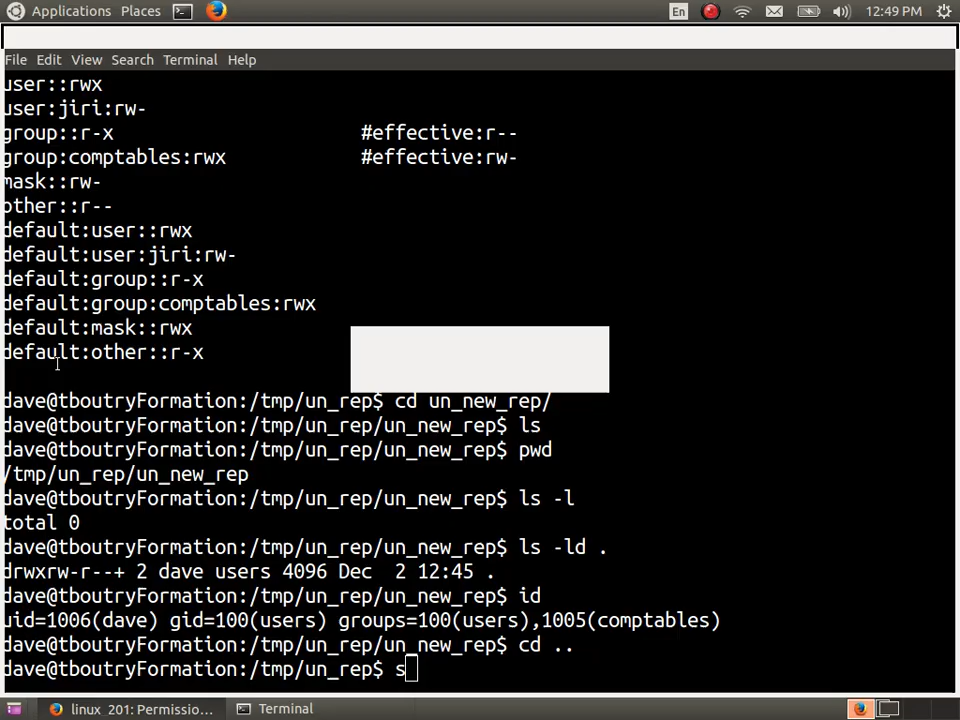 Applications Places En 12:49 PM
File Edit View Search Terminal Help
user::rwx
user:jiri:rw-
group::r-x #effective:r--
group:comptables:rwx #effective:rw-
mask::rw-
other::r--
default:user::rwx
default:user:jiri:rw-
default:group::r-x
default:group:comptables:rwx
default:mask::rwx
default:other::r-x
dave@tboutryFormation:/tmp/un_rep$ cd un_new_rep/
dave@tboutryFormation:/tmp/un_rep/un_new_rep$ ls
dave@tboutryFormation:/tmp/un_rep/un_new_rep$ pwd
/tmp/un_rep/un_new_rep
dave@tboutryFormation:/tmp/un_rep/un_new_rep$ ls -l
total 0
dave@tboutryFormation:/tmp/un_rep/un_new_rep$ ls -ld .
drwxrw-r--+ 2 dave users 4096 Dec 2 12:45 .
dave@tboutryFormation:/tmp/un_rep/un_new_rep$ id
uid=1006(dave) gid=100(users) groups=100(users),1005(comptables)
dave@tboutryFormation:/tmp/un_rep/un_new_rep$ cd ..
dave@tboutryFormation:/tmp/un_rep$ s
linux 201: Permissio... Terminal